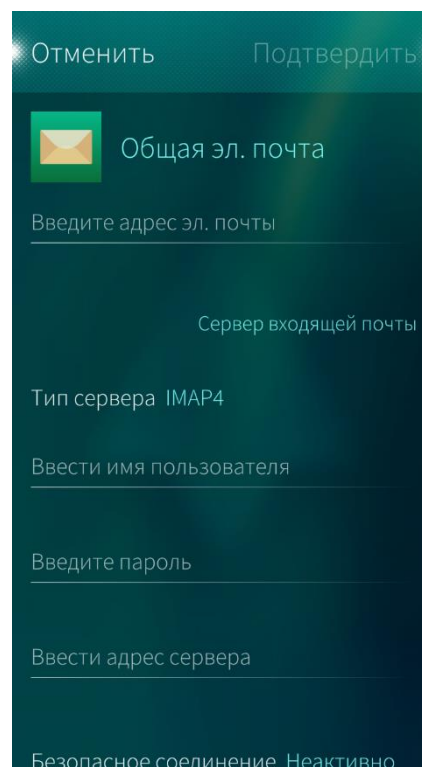 Отменить Подтвердить
Общая эл. почта
Введите адрес эл. почты
Сервер входящей почты
Тип сервера IMAP4
Ввести имя пользователя
Введите пароль
Ввести адрес сервера
Безопасное соединение Неактивно